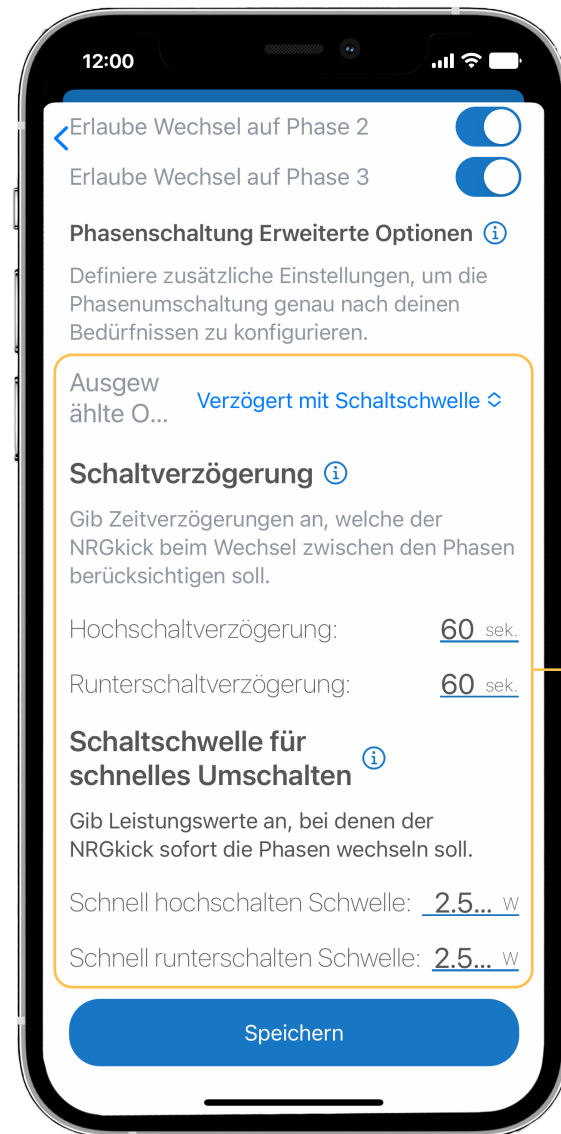 12:00
Erlaube Wechsel auf Phase 2
Erlaube Wechsel auf Phase 3
Phasenschaltung Erweiterte Optionen
Definiere zusätzliche Einstellungen, um die
Phasenumschaltung genau nach deinen
Bedürfnissen zu konfigurieren.
Ausgew
ählte O... Verzögert mit Schaltschwelle
Schaltverzögerung
Gib Zeitverzögerungen an, welche der
NRGkick beim Wechsel zwischen den Phasen
berücksichtigen soll.
Hochschaltverzögerung: 60 sek.
Runterschaltverzögerung: 60 sek.
Schaltschwelle für
schnelles Umschalten
Gib Leistungswerte an, bei denen der
NRGkick sofort die Phasen wechseln soll.
Schnell hochschalten Schwelle: 2.5... W
Schnell runterschalten Schwelle: 2.5... W
Speichern